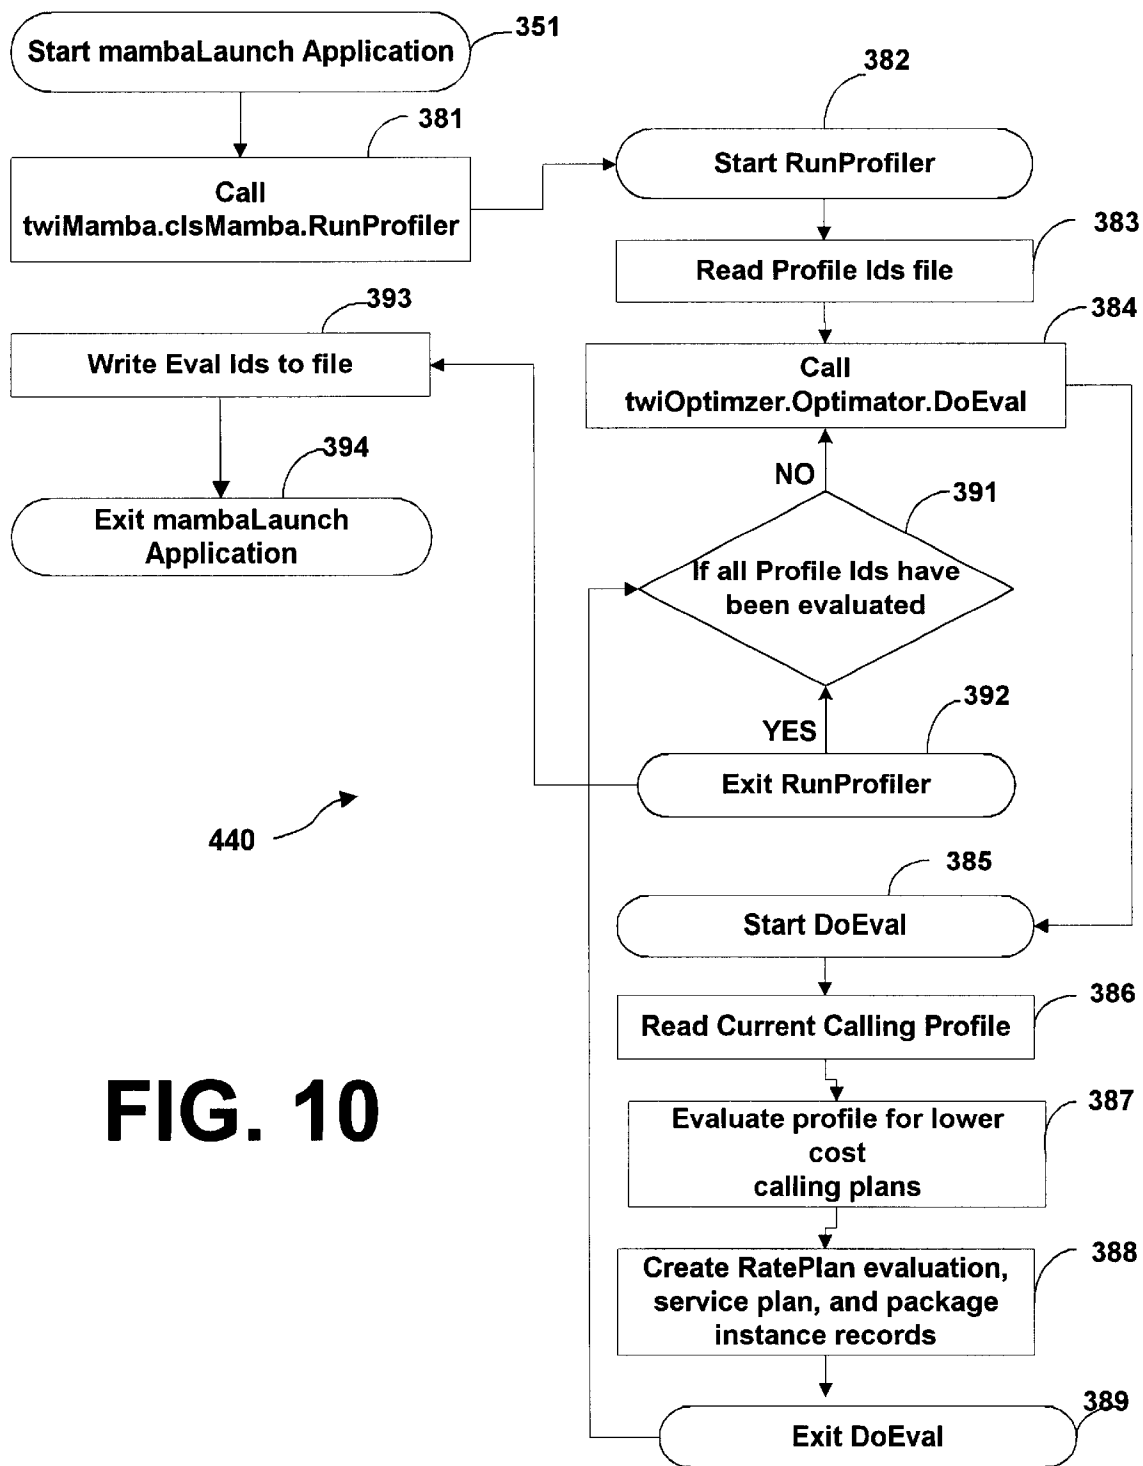 Start mambaLaunch Application
351
381
Call
twiMamba.clsMamba.RunProfiler
382
Start RunProfiler
383
Read Profile Ids file
384
Call
twiOptimzer.Optimator.DoEval
393
Write Eval Ids to file
394
Exit mambaLaunch
Application
NO
391
If all Profile Ids have
been evaluated
YES
392
Exit RunProfiler
440
385
Start DoEval
386
Read Current Calling Profile
387
Evaluate profile for lower
cost
calling plans
388
Create RatePlan evaluation,
service plan, and package
instance records
389
Exit DoEval
FIG. 10